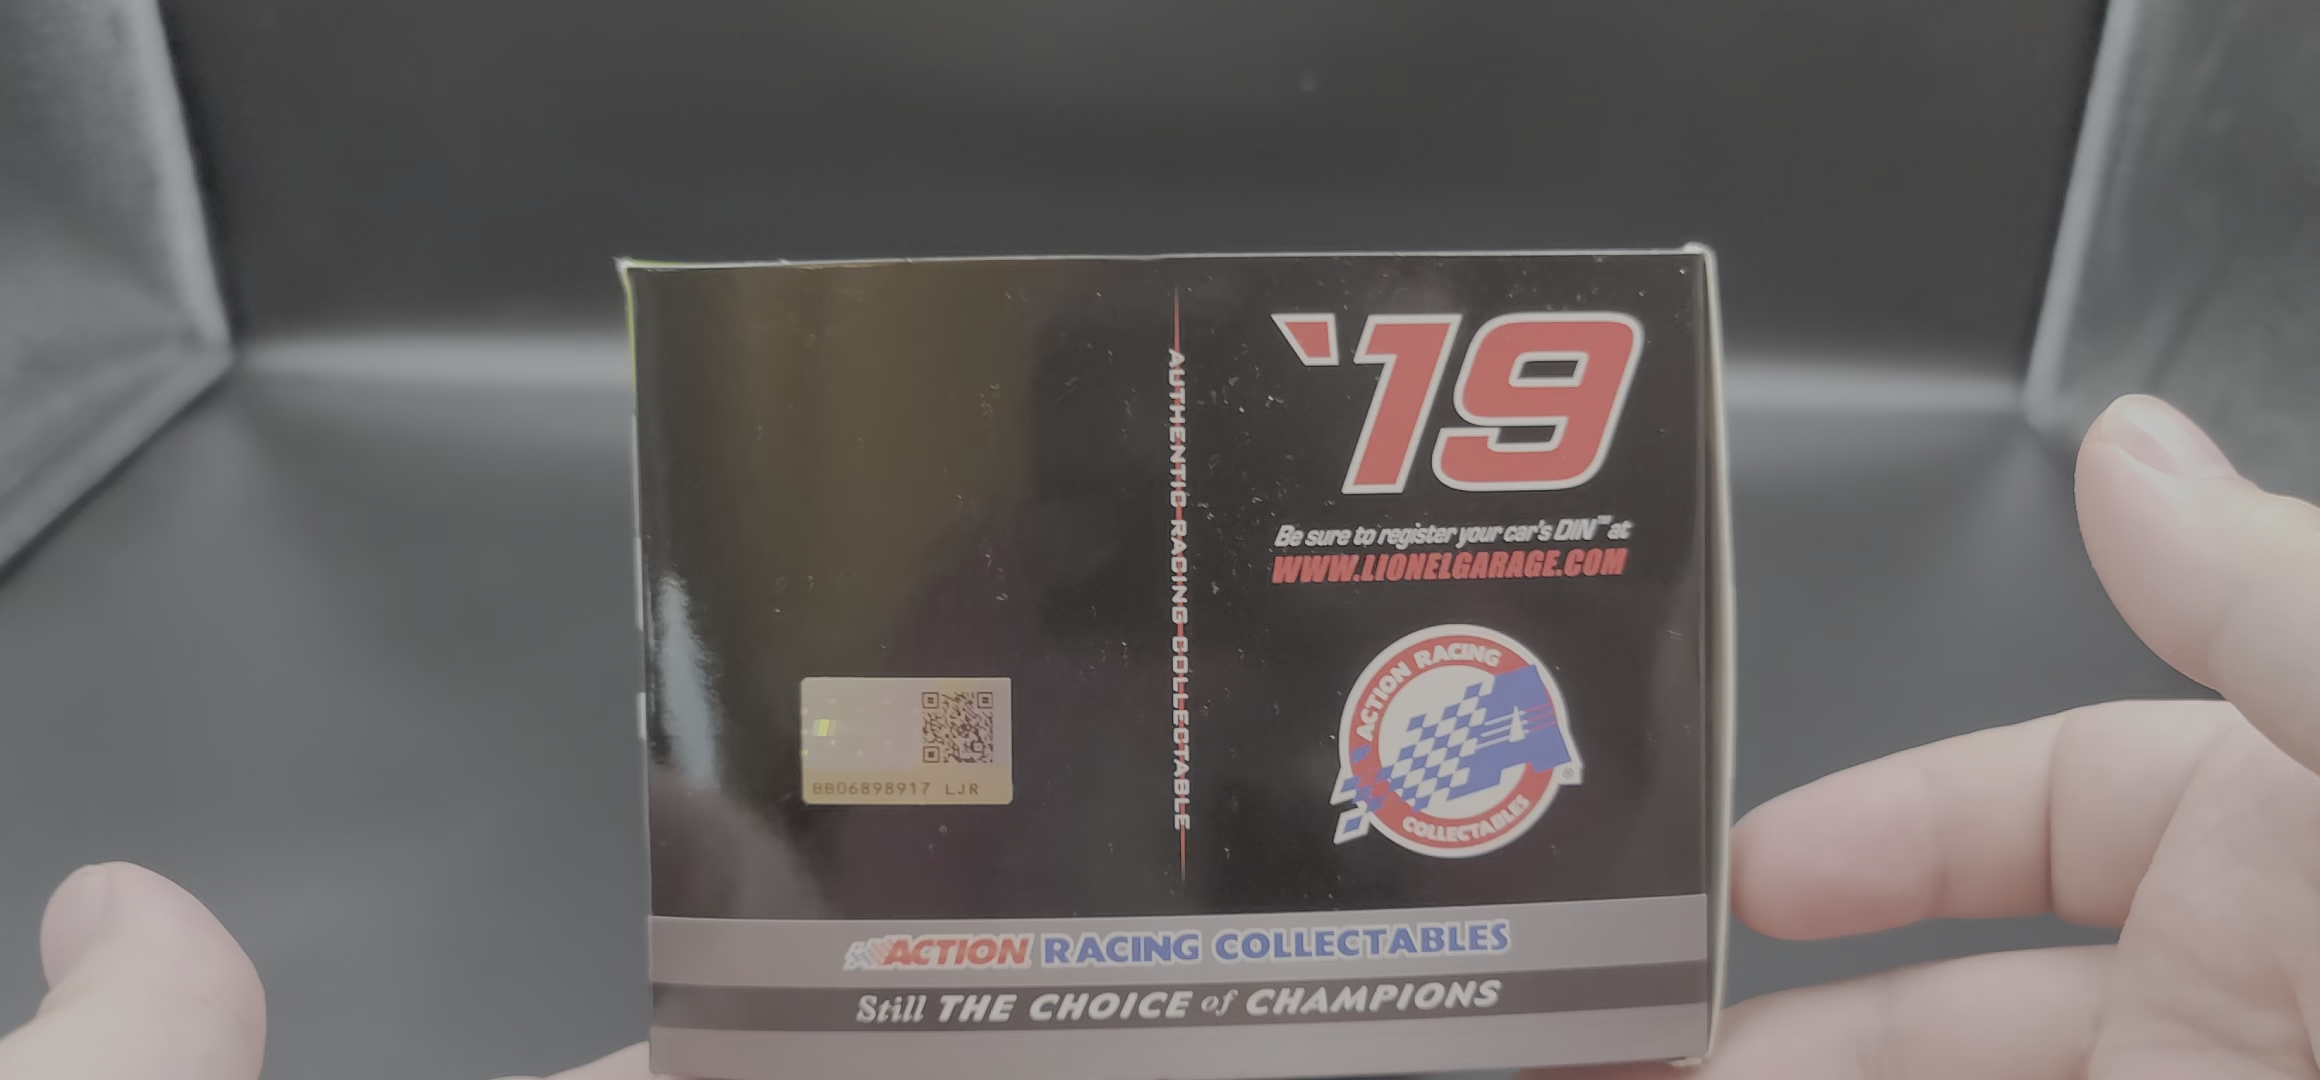 '19
Be sure to register your car's DIN™ at
WWW.LIONELGARAGE.COM
AUTHENTIC RACING COLLECTABLE
ACTION RACING
COLLECTABLES
®
BB06898917 LJR
ACTION RACING COLLECTABLES
Still THE CHOICE of CHAMPIONS